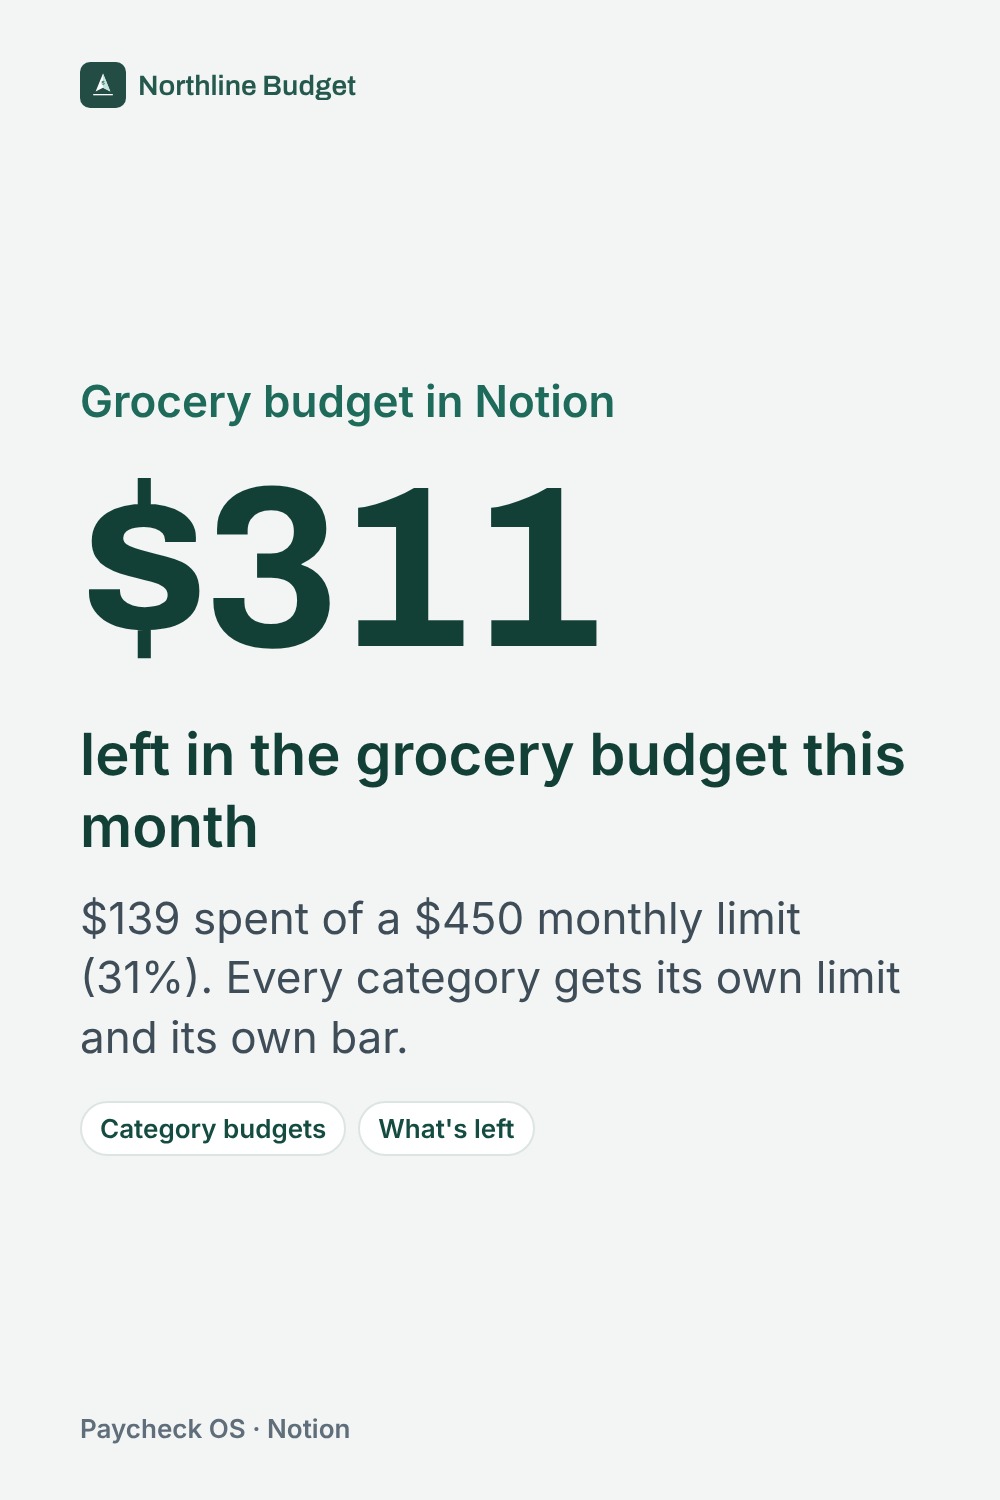 Northline Budget
Grocery budget in Notion
$311
left in the grocery budget this
month
$139 spent of a $450 monthly limit
(31%). Every category gets its own limit
and its own bar.
Category budgets What's left
Paycheck OS · Notion